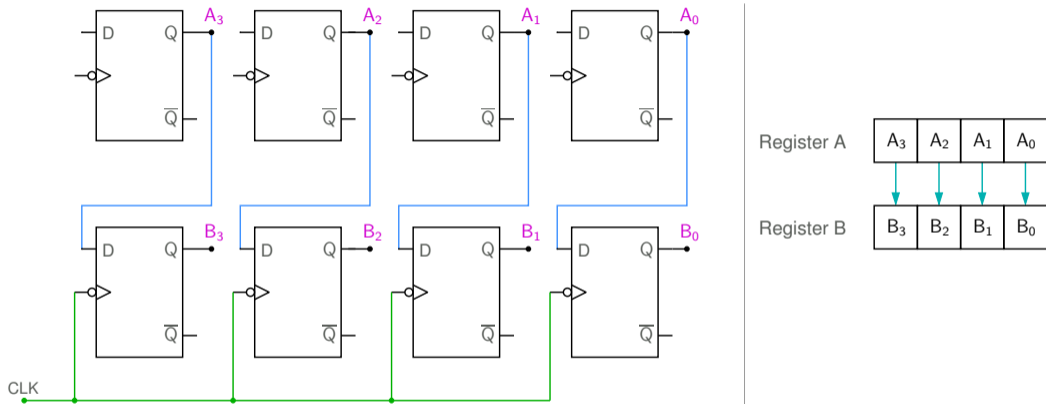 A₃ A₂ A₁ A₀
D Q D Q D Q D Q
Q̅ Q̅ Q̅ Q̅
Register A A₃ A₂ A₁ A₀
Register B B₃ B₂ B₁ B₀
B₃ B₂ B₁ B₀
D Q D Q D Q D Q
Q̅ Q̅ Q̅ Q̅
CLK